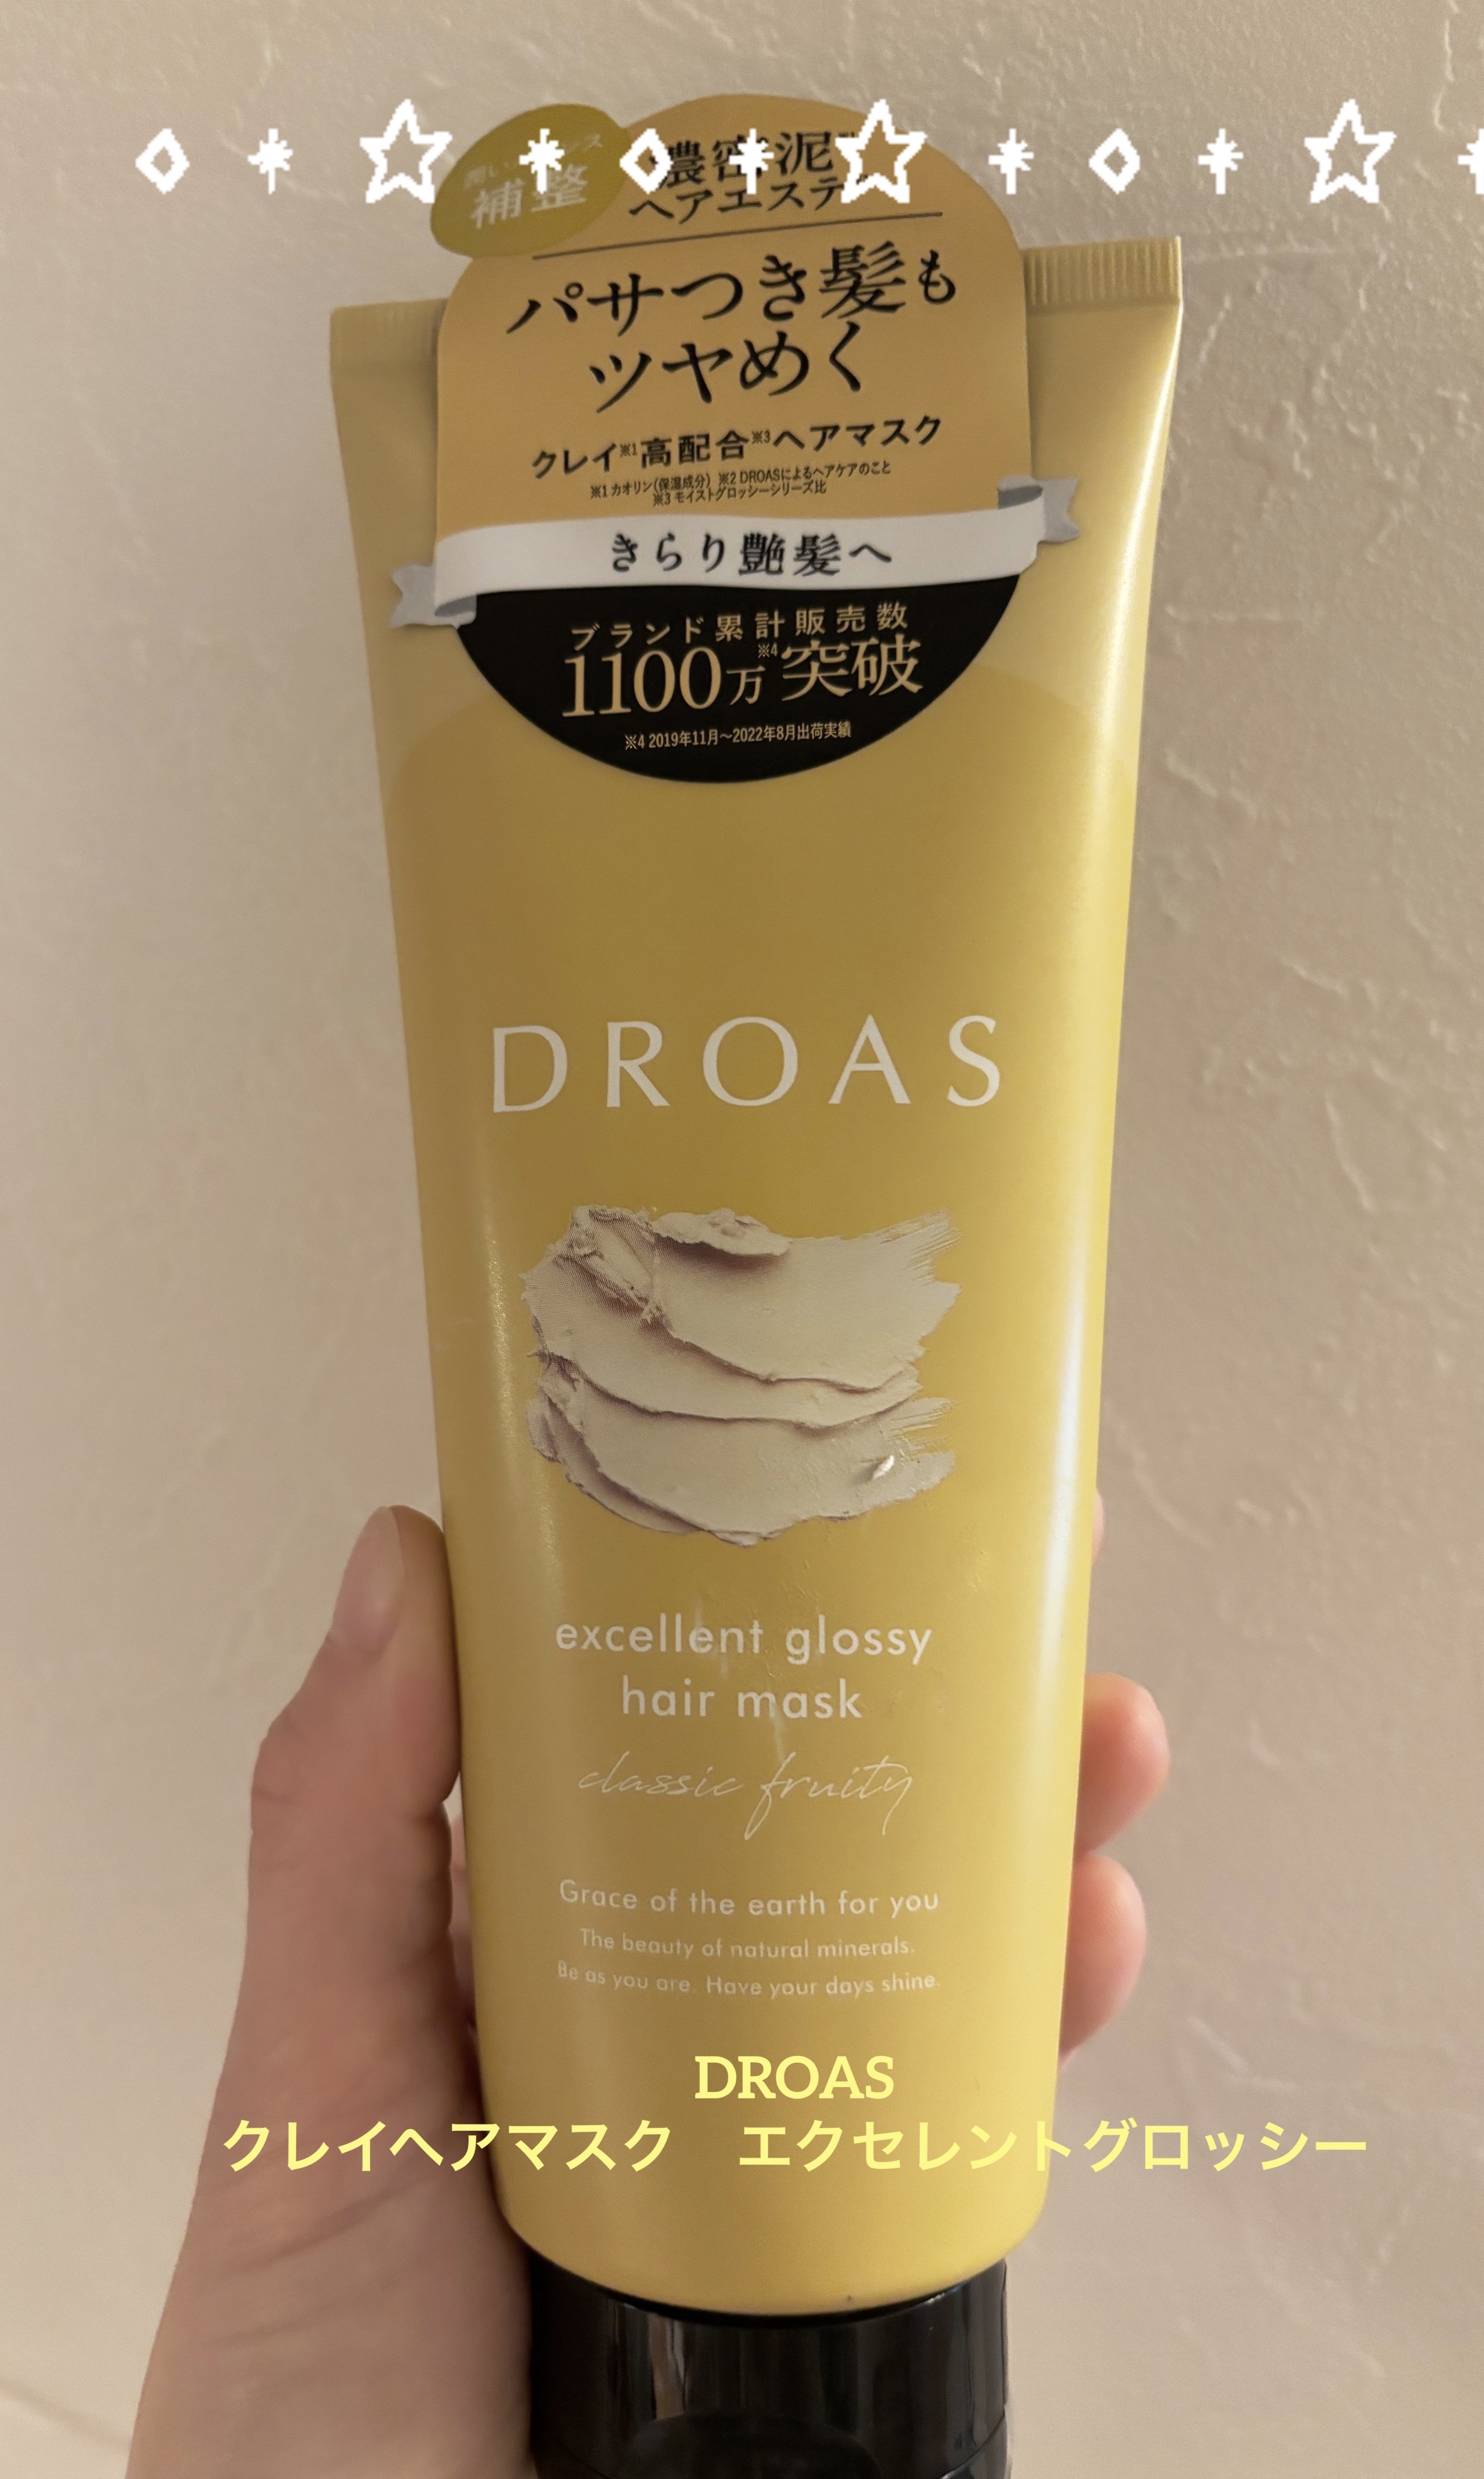 補整
濃密泥
ヘアエステ
パサつき髪も
ツヤめく
クレイ※1高配合※3ヘアマスク
※1 カオリン(保湿成分) ※2 DROASによるヘアケアのこと
※3 モイストグロッシーシリーズ比
きらり艶髪へ
ブランド累計販売数
1100万※4突破
※4 2019年11月～2022年8月出荷実績
DROAS
excellent glossy
hair mask
classic fruity
Grace of the earth for you
The beauty of natural minerals.
Be as you are. Have your days shine.
DROAS
クレイヘアマスク　エクセレントグロッシー